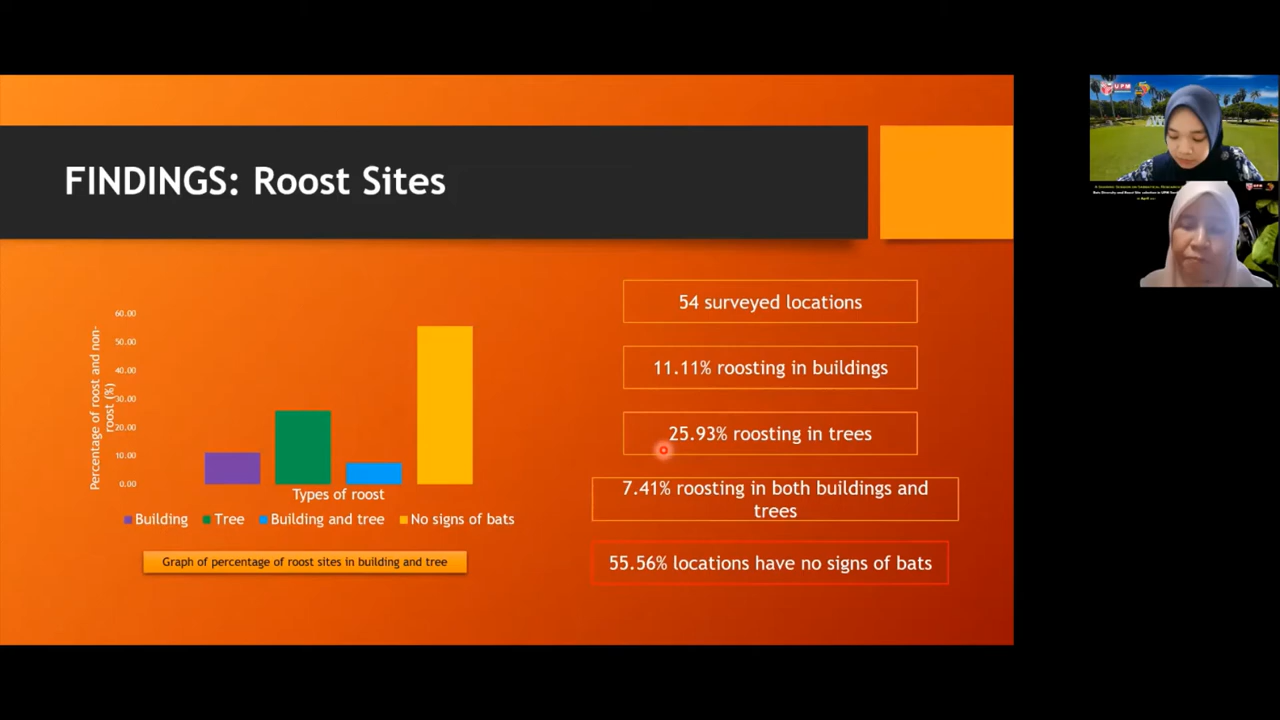 FINDINGS: Roost Sites
Percentage of roost and non-
roost (%)
60.00
50.00
40.00
30.00
20.00
10.00
0.00
Types of roost
Building
Tree
Building and tree
No signs of bats
Graph of percentage of roost sites in building and tree
54 surveyed locations
11.11% roosting in buildings
25.93% roosting in trees
7.41% roosting in both buildings and
trees
55.56% locations have no signs of bats
UPM